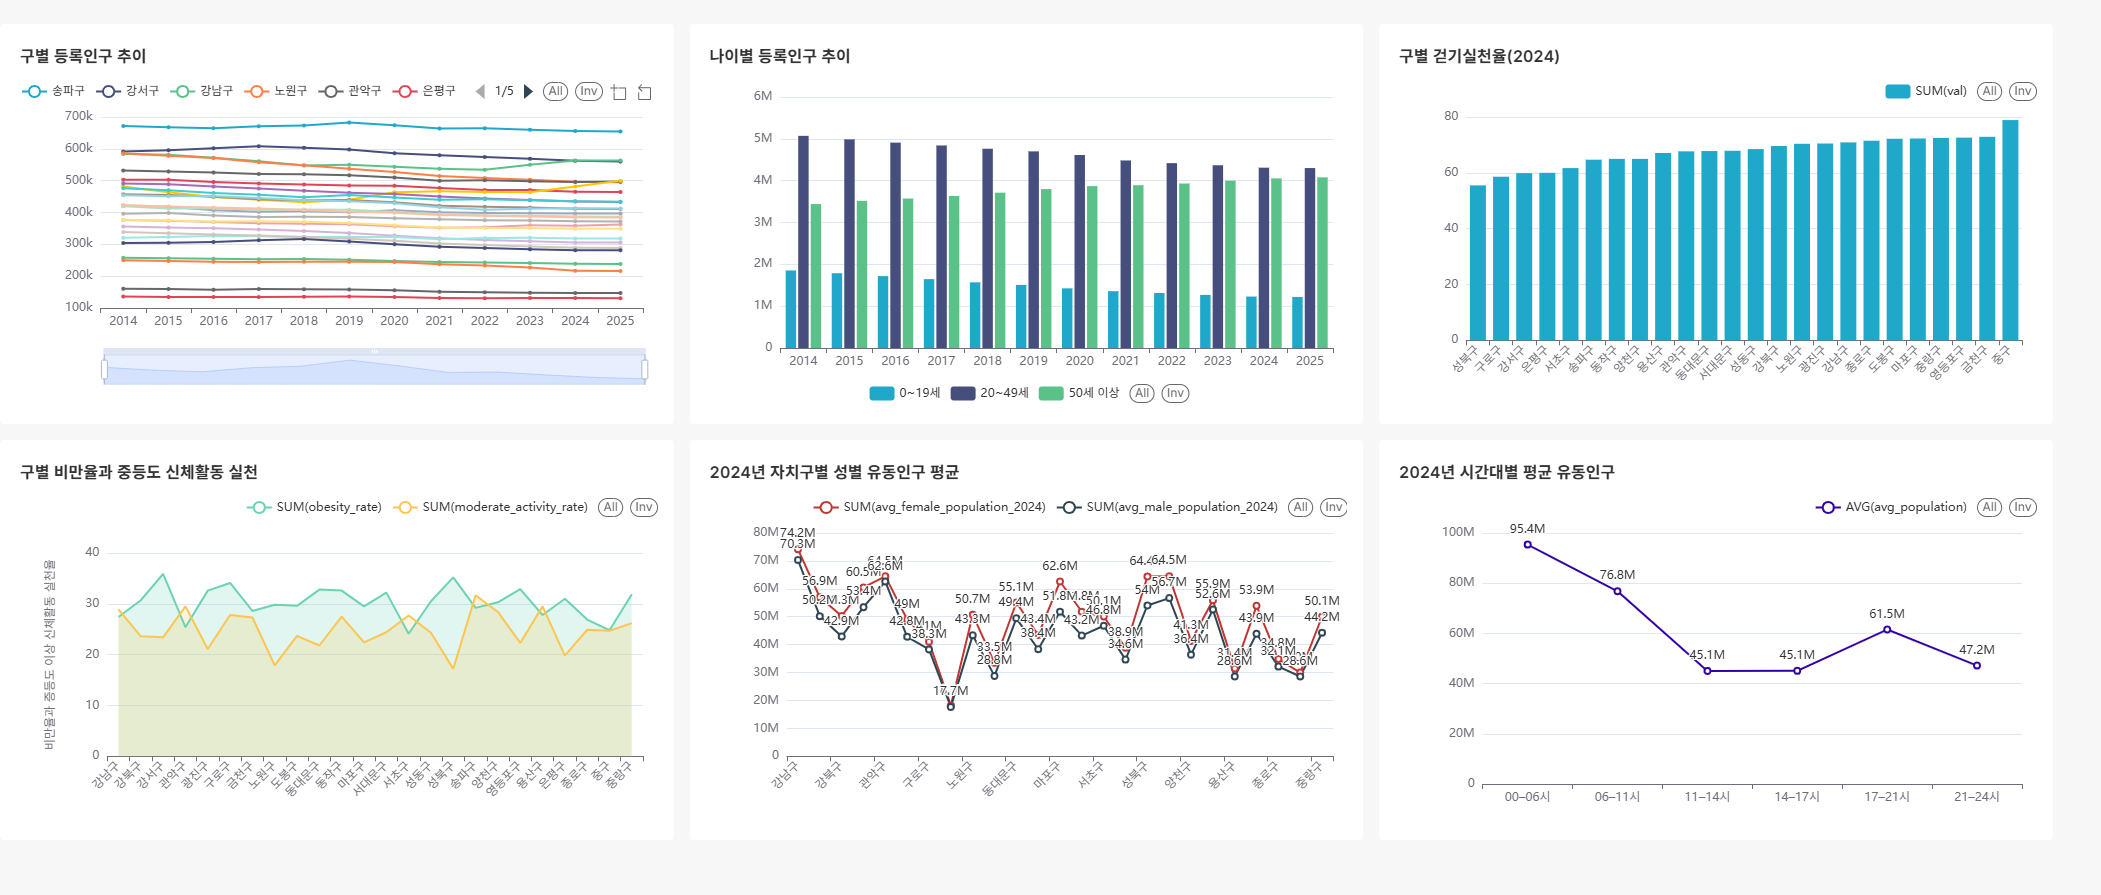 구별 등록인구 추이
송파구 강서구 강남구 노원구 관악구 은평구 1/5 All Inv
700k
600k
500k
400k
300k
200k
100k
2014 2015 2016 2017 2018 2019 2020 2021 2022 2023 2024 2025
나이별 등록인구 추이
6M
5M
4M
3M
2M
1M
0
2014 2015 2016 2017 2018 2019 2020 2021 2022 2023 2024 2025
0~19세 20~49세 50세 이상 All Inv
구별 걷기실천율(2024)
SUM(val) All Inv
80
60
40
20
0
성북구 구로구 강서구 은평구 서초구 송파구 동작구 양천구 용산구 관악구 동대문구 서대문구 성동구 강북구 노원구 광진구 강남구 종로구 도봉구 마포구 중랑구 영등포구 금천구 중구
구별 비만율과 중등도 신체활동 실천
SUM(obesity_rate) SUM(moderate_activity_rate) All Inv
비만율과 중등도 이상 신체활동 실천율
40
30
20
10
0
강남구 강북구 강서구 관악구 광진구 구로구 금천구 노원구 도봉구 동대문구 동작구 마포구 서대문구 서초구 성동구 성북구 송파구 양천구 영등포구 용산구 은평구 종로구 중구 중랑구
2024년 자치구별 성별 유동인구 평균
SUM(avg_female_population_2024) SUM(avg_male_population_2024) All Inv
80M
70M
60M
50M
40M
30M
20M
10M
0
74.2M
70.3M
56.9M
42.9M
60.5M
53.4M
64.5M
62.6M
49M
42.8M
38.3M
17.7M
50.7M
43.3M
33.5M
28.8M
55.1M
49.4M
43.4M
38.4M
62.6M
51.8M
43.2M
50.1M
46.8M
38.9M
34.6M
54M
64.5M
56.7M
41.3M
36.4M
55.9M
52.6M
31.4M
28.6M
53.9M
43.9M
34.8M
32.1M
28.6M
50.1M
44.2M
강남구 강북구 관악구 구로구 노원구 동대문구 마포구 서초구 성북구 양천구 용산구 종로구 중랑구
2024년 시간대별 평균 유동인구
AVG(avg_population) All Inv
100M
80M
60M
40M
20M
0
95.4M
76.8M
45.1M
45.1M
61.5M
47.2M
00–06시 06–11시 11–14시 14–17시 17–21시 21–24시